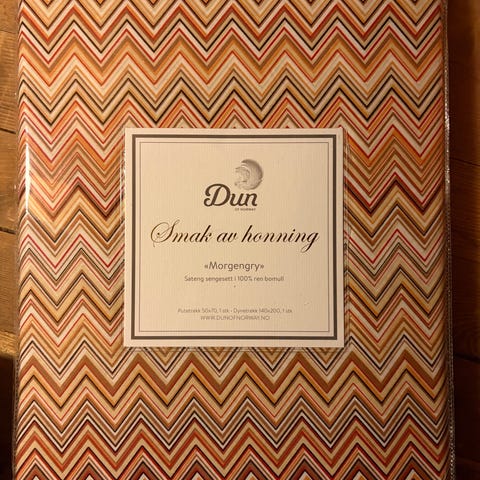 Dun
OF NORWAY
Smak av honning
«Morgengry»
Sateng sengesett i 100% ren bomull
Putetrekk 50x70, 1 stk - Dynetrekk 140x200, 1 stk
WWW.DUNOFNORWAY.NO